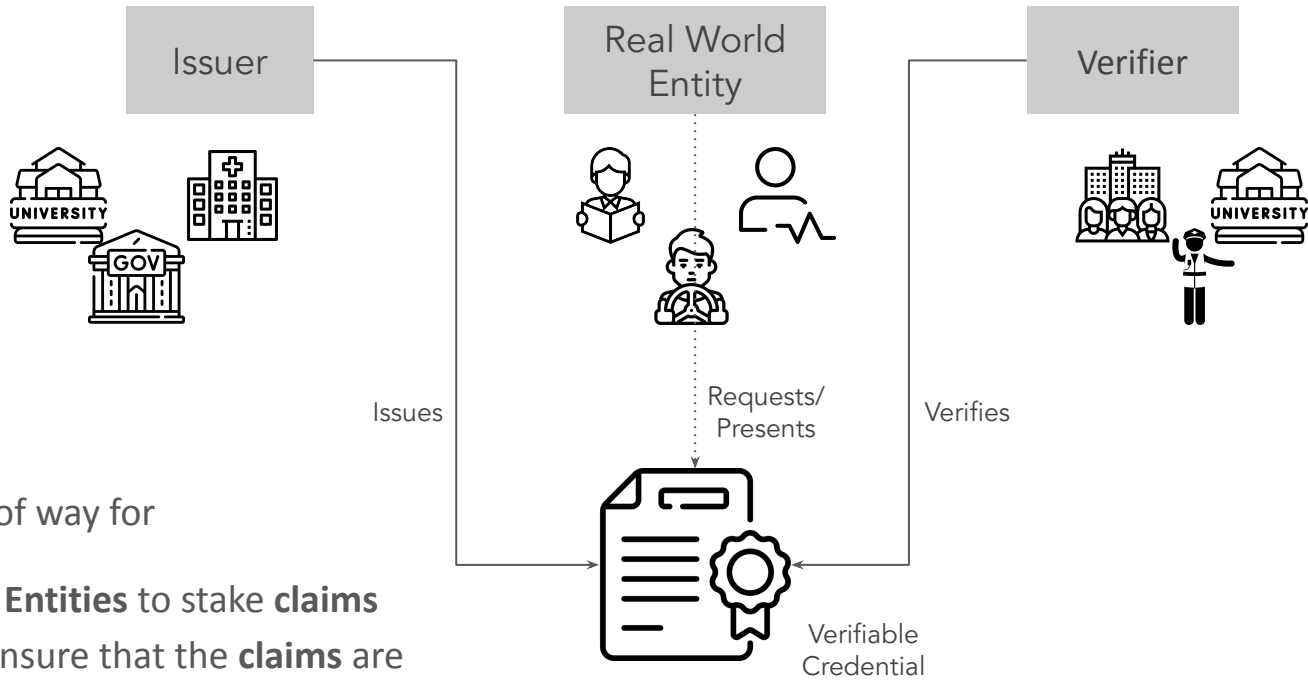 Issuer
Real World
Entity
Verifier
UNIVERSITY
GOV
UNIVERSITY
Issues
Requests/
Presents
Verifies
of way for
Entities to stake claims
nsure that the claims are
Verifiable
Credential